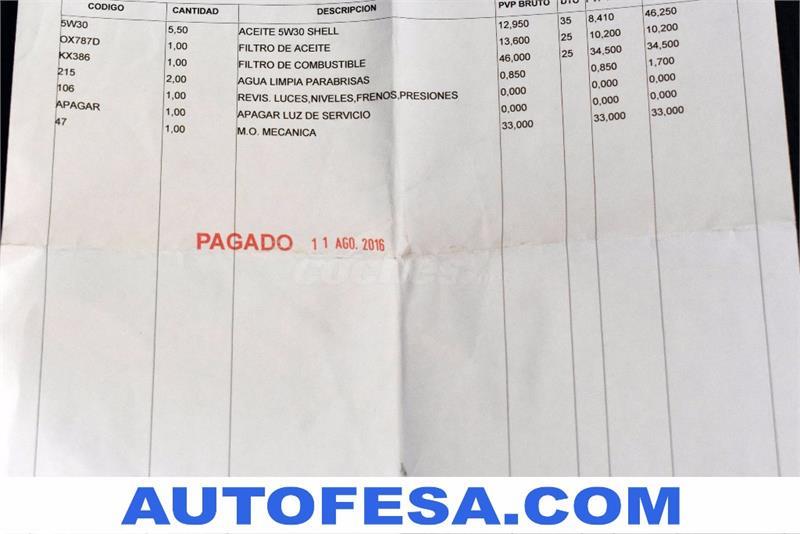 CODIGO CANTIDAD DESCRIPCION PVP BRUTO DTO
5W30 5,50 ACEITE 5W30 SHELL 12,950 35 8,410 46,250
OX787D 1,00 FILTRO DE ACEITE 13,600 25 10,200 10,200
KX386 1,00 FILTRO DE COMBUSTIBLE 46,000 25 34,500 34,500
215 2,00 AGUA LIMPIA PARABRISAS 0,850 0,850 1,700
106 1,00 REVIS. LUCES,NIVELES,FRENOS,PRESIONES 0,000 0,000 0,000
APAGAR 1,00 APAGAR LUZ DE SERVICIO 0,000 0,000 0,000
47 1,00 M.O. MECANICA 33,000 33,000 33,000
PAGADO 11 AGO. 2016
AUTOFESA.COM